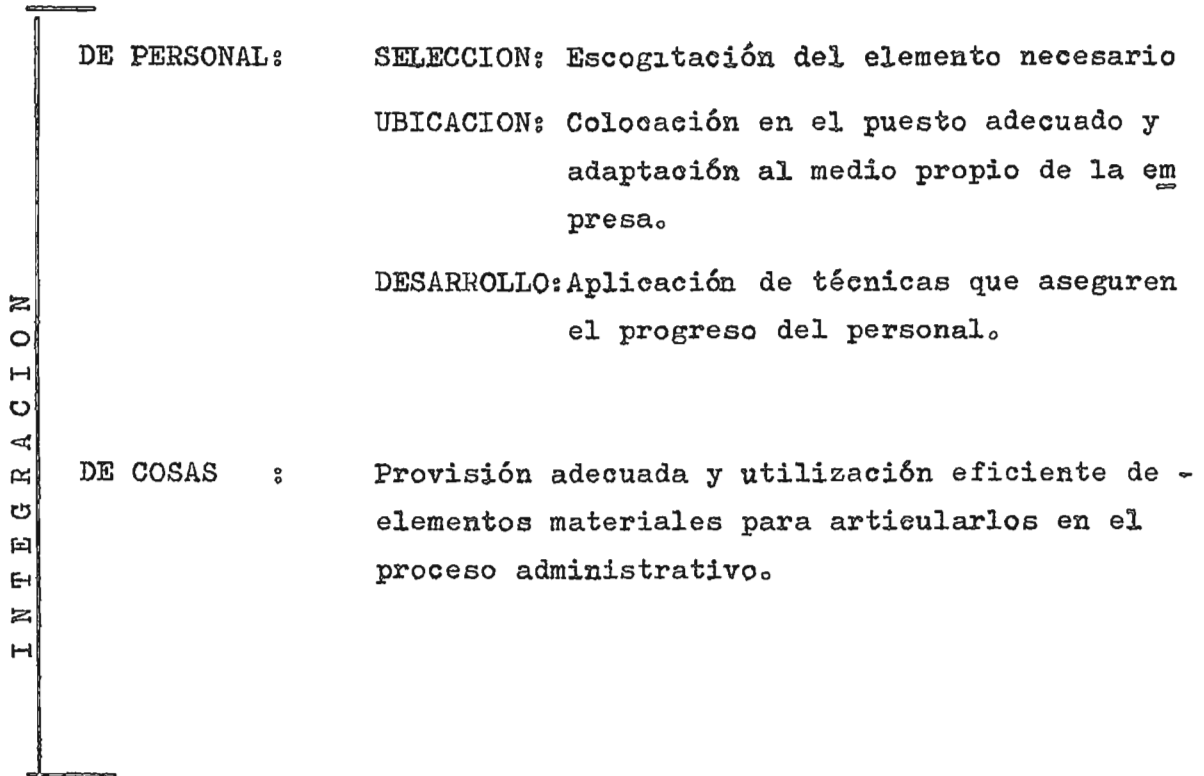 DE PERSONAL: SELECCION: Escogitación del elemento necesario
UBICACION: Colocación en el puesto adecuado y
adaptación al medio propio de la em
presa.
DESARROLLO: Aplicación de técnicas que aseguren
el progreso del personal.
INTEGRACION
DE COSAS : Provisión adecuada y utilización eficiente de -
elementos materiales para articularlos en el
proceso administrativo.